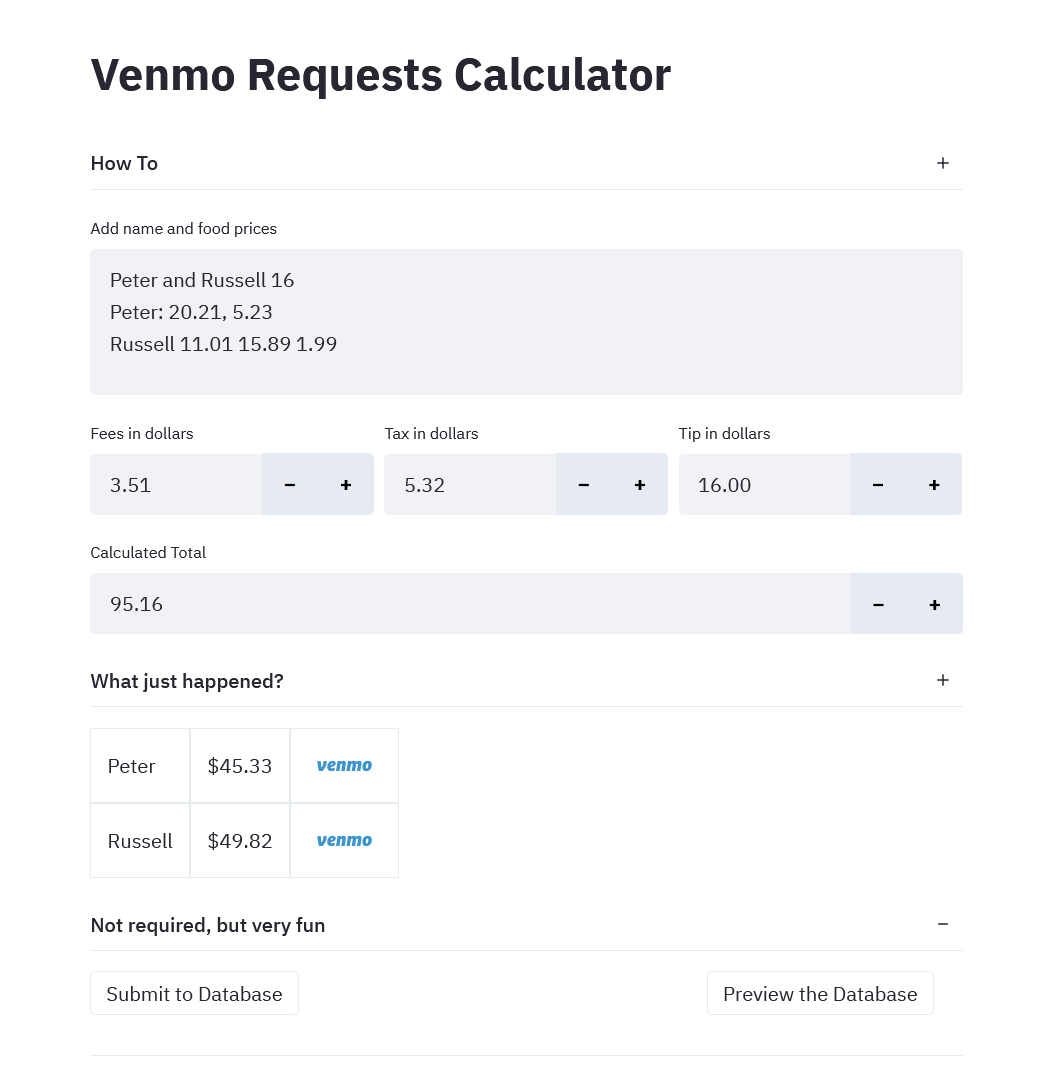 Venmo Requests Calculator
How To
Add name and food prices
Peter and Russell 16
Peter: 20.21, 5.23
Russell 11.01 15.89 1.99
Fees in dollars Tax in dollars Tip in dollars
3.51 − + 5.32 − + 16.00 − +
Calculated Total
95.16 − +
What just happened?
Peter $45.33 venmo
Russell $49.82 venmo
Not required, but very fun
Submit to Database Preview the Database